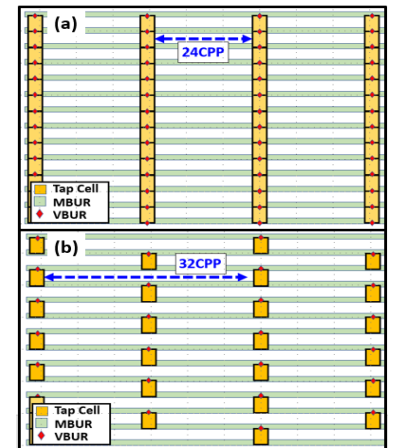 (a)
24CPP
Tap Cell
MBUR
VBUR
(b)
32CPP
Tap Cell
MBUR
VBUR